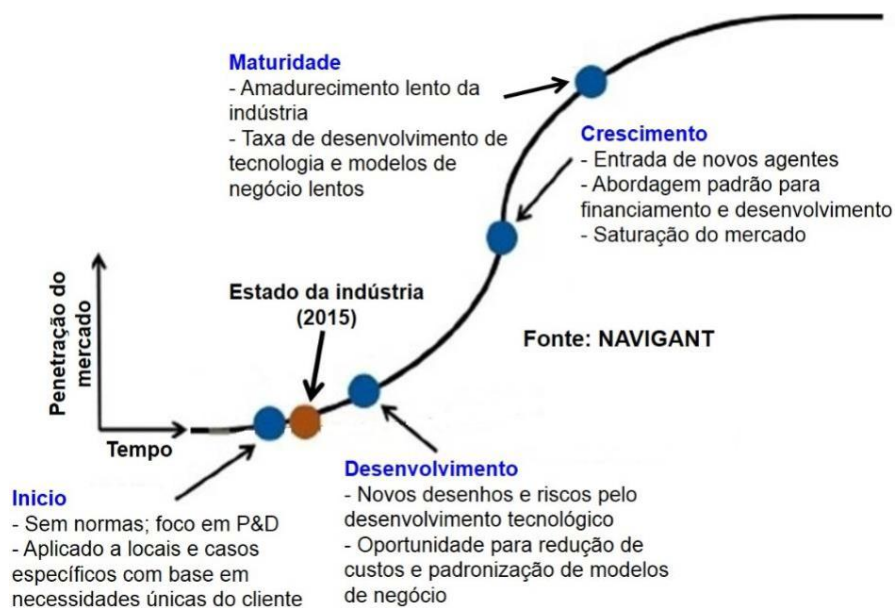 Maturidade
- Amadurecimento lento da
indústria
- Taxa de desenvolvimento de
tecnologia e modelos de
negócio lentos
Crescimento
- Entrada de novos agentes
- Abordagem padrão para
financiamento e desenvolvimento
- Saturação do mercado
Estado da indústria
(2015)
Fonte: NAVIGANT
Penetração do
mercado
Tempo
Inicio
- Sem normas; foco em P&D
- Aplicado a locais e casos
específicos com base em
necessidades únicas do cliente
Desenvolvimento
- Novos desenhos e riscos pelo
desenvolvimento tecnológico
- Oportunidade para redução de
custos e padronização de modelos
de negócio